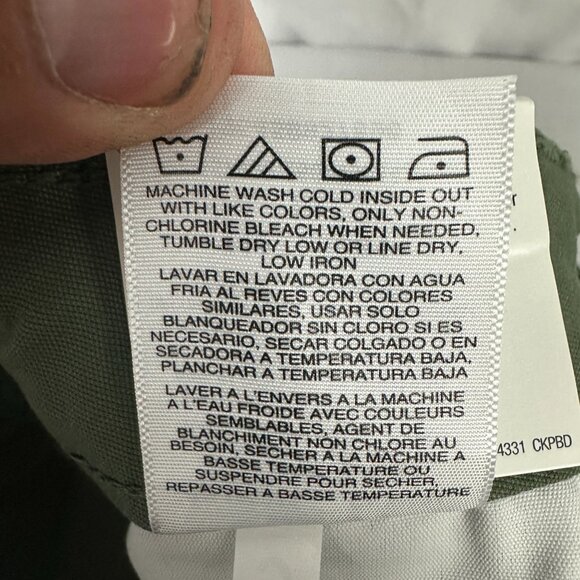 MACHINE WASH COLD INSIDE OUT
WITH LIKE COLORS, ONLY NON-
CHLORINE BLEACH WHEN NEEDED,
TUMBLE DRY LOW OR LINE DRY,
LOW IRON
LAVAR EN LAVADORA CON AGUA
FRIA AL REVES CON COLORES
SIMILARES, USAR SOLO
BLANQUEADOR SIN CLORO SI ES
NECESARIO, SECAR COLGADO O EN
SECADORA A TEMPERATURA BAJA,
PLANCHAR A TEMPERATURA BAJA
LAVER A L'ENVERS A LA MACHINE
A L'EAU FROIDE AVEC COULEURS
SEMBLABLES, AGENT DE
BLANCHIMENT NON CHLORE AU
BESOIN, SECHER A LA MACHINE A
BASSE TEMPERATURE OU
SUSPENDRE POUR SECHER,
REPASSER A BASSE TEMPERATURE
4331 CKPBD